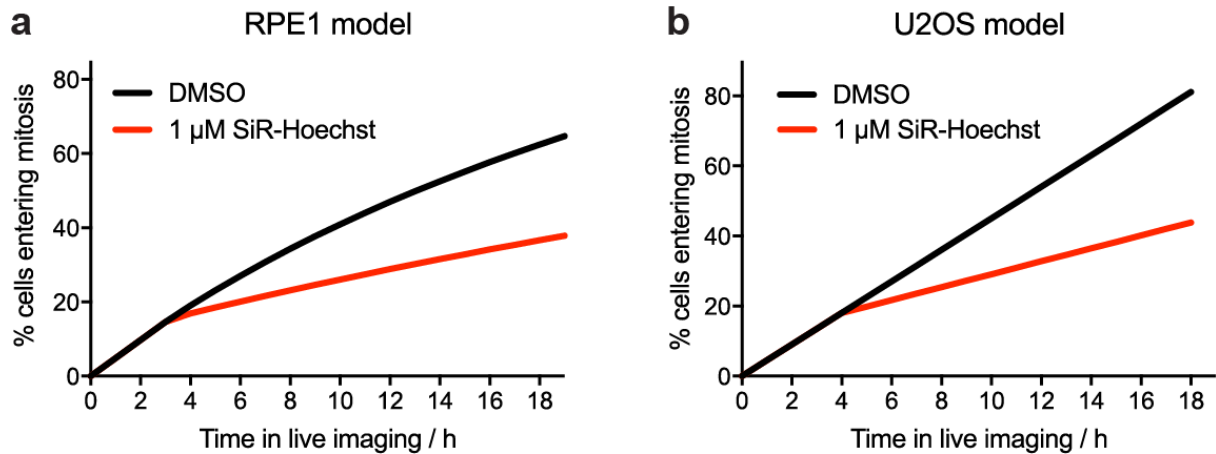 a
RPE1 model
80
60
40
20
0
% cells entering mitosis
DMSO
1 µM SiR-Hoechst
0 2 4 6 8 10 12 14 16 18
Time in live imaging / h
b
U2OS model
80
60
40
20
0
% cells entering mitosis
DMSO
1 µM SiR-Hoechst
0 2 4 6 8 10 12 14 16 18
Time in live imaging / h